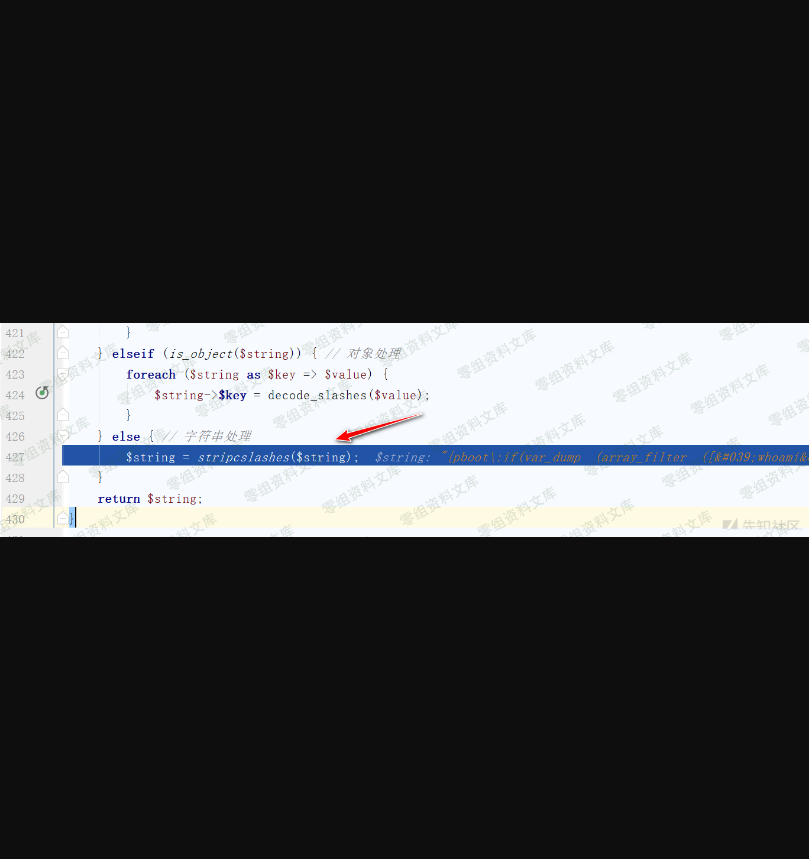 421 }
422 } elseif (is_object($string)) { // 对象处理
423 foreach ($string as $key => $value) {
424 $string->$key = decode_slashes($value);
425 }
426 } else { // 字符串处理
427 $string = stripcslashes($string); $string: "{pboot\:if(var_dump (array_filter ([&#039;whoami&
428 }
429 return $string;
430 }
零组资料文库
先知社区